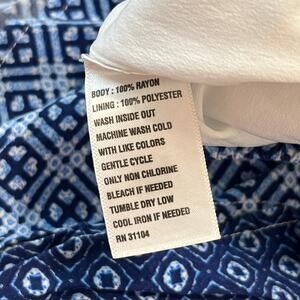 BODY : 100% RAYON
LINING : 100% POLYESTER
WASH INSIDE OUT
MACHINE WASH COLD
WITH LIKE COLORS
GENTLE CYCLE
ONLY NON CHLORINE
BLEACH IF NEEDED
TUMBLE DRY LOW
COOL IRON IF NEEDED
RN 31104